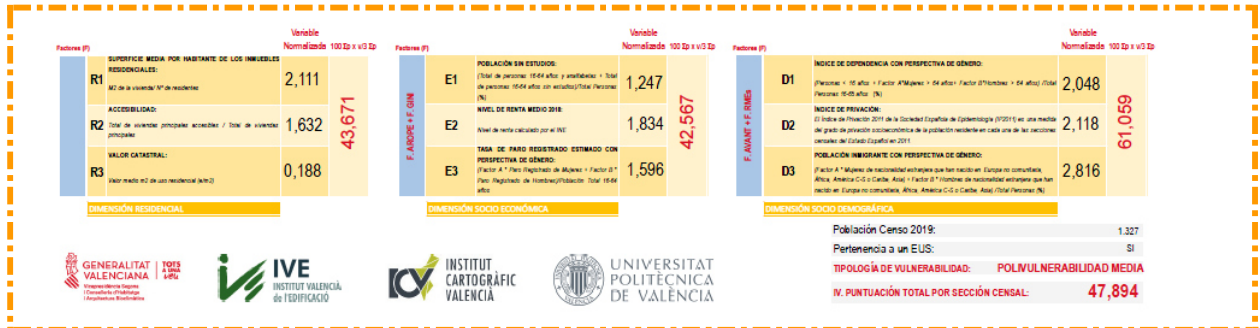 Variable
Factores (F) Normalizada 100 Σp x v/3 Σp
R1
SUPERFICIE MEDIA POR HABITANTE DE LOS INMUEBLES
RESIDENCIALES:
M2 de la vivienda/ Nº de residentes
2,111
R2
ACCESIBILIDAD:
Total de viviendas principales accesibles / Total de viviendas
principales
1,632
R3
VALOR CATASTRAL:
Valor medio m2 de uso residencial (e/m2)
0,188
43,671
DIMENSIÓN RESIDENCIAL
Variable
Factores (F) Normalizada 100 Σp x v/3 Σp
F. AROPE + F. GINI
E1
POBLACIÓN SIN ESTUDIOS:
(Total de personas 16-64 años y analfabetas + Total
de personas 16-64 años sin estudios)/Total Personas
(%)
1,247
E2
NIVEL DE RENTA MEDIO 2018:
Nivel de renta calculado por el INE
1,834
E3
TASA DE PARO REGISTRADO ESTIMADO CON
PERSPECTIVA DE GÉNERO:
(Factor A * Paro Registrado de Mujeres + Factor B *
Paro Registrado de Hombres)/Población Total 16-64
años
1,596
42,567
DIMENSIÓN SOCIO ECONÓMICA
Variable
Factores (F) Normalizada 100 Σp x v/3 Σp
F. AVANT + F. RMEs
D1
ÍNDICE DE DEPENDENCIA CON PERSPECTIVA DE GÉNERO:
(Personas < 16 años + Factor A*Mujeres > 64 años+ Factor B*Hombres > 64 años) /Total
Personas 16-65 años (%)
2,048
D2
ÍNDICE DE PRIVACIÓN:
El Índice de Privación 2011 de la Sociedad Española de Epidemiología (IP2011) es una medida
del grado de privación socioeconómica de la población residente en cada una de las secciones
censales del Estado Español en 2011.
2,118
D3
POBLACIÓN INMIGRANTE CON PERSPECTIVA DE GÉNERO:
(Factor A * Mujeres de nacionalidad extranjera que han nacido en Europa no comunitaria,
África, América C-S o Caribe, Asia) + Factor B * Hombres de nacionalidad extranjera que han
nacido en Europa no comunitaria, África, América C-S o Caribe, Asia) /Total Personas (%)
2,816
61,059
DIMENSIÓN SOCIO DEMOGRÁFICA
Población Censo 2019: 1.327
Pertenencia a un EUS: SI
TIPOLOGÍA DE VULNERABILIDAD: POLIVULNERABILIDAD MEDIA
IV. PUNTUACIÓN TOTAL POR SECCIÓN CENSAL: 47,894
GENERALITAT
VALENCIANA
Vicepresidència Segona
i Conselleria d'Habitatge
i Arquitectura Bioclimàtica
TOTS
A UNA
veu
IVE
INSTITUT VALENCIÀ
de l'EDIFICACIÓ
ICV
INSTITUT
CARTOGRÀFIC
VALENCIÀ
UNIVERSITAT
POLITÈCNICA
DE VALÈNCIA